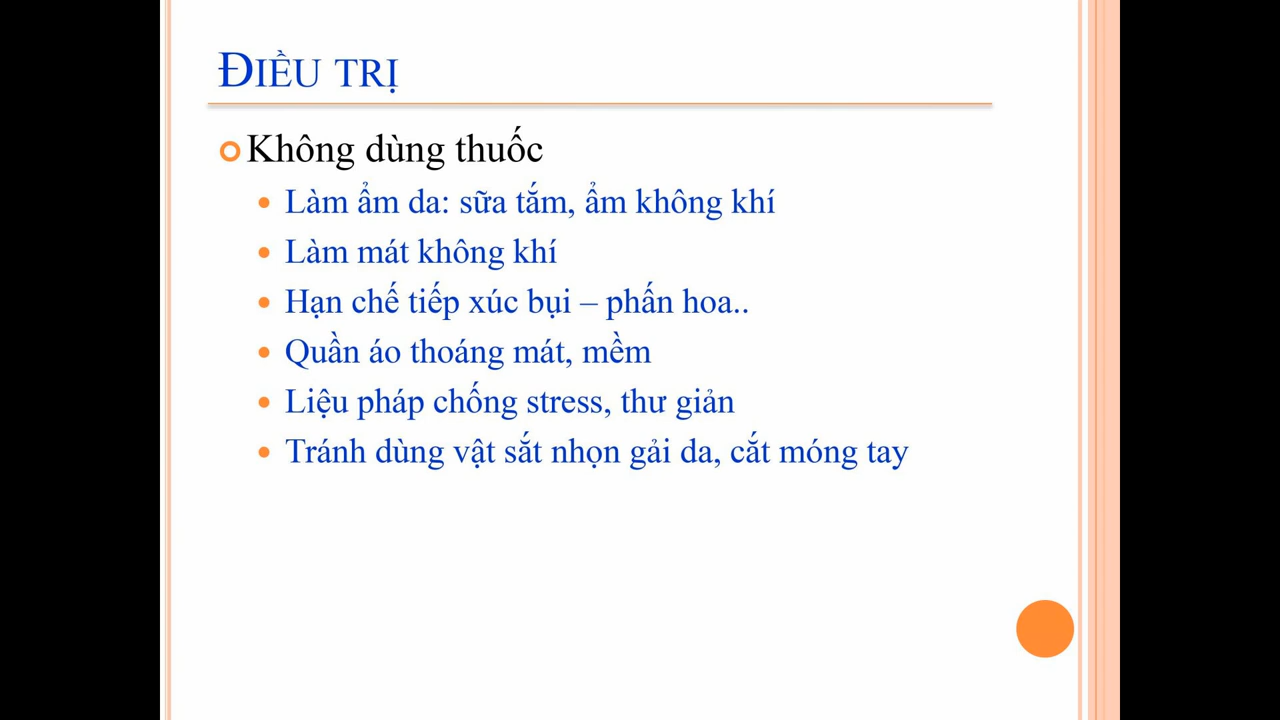 ĐIỀU TRỊ
Không dùng thuốc
Làm ẩm da: sữa tắm, ẩm không khí
Làm mát không khí
Hạn chế tiếp xúc bụi – phấn hoa..
Quần áo thoáng mát, mềm
Liệu pháp chống stress, thư giản
Tránh dùng vật sắt nhọn gải da, cắt móng tay